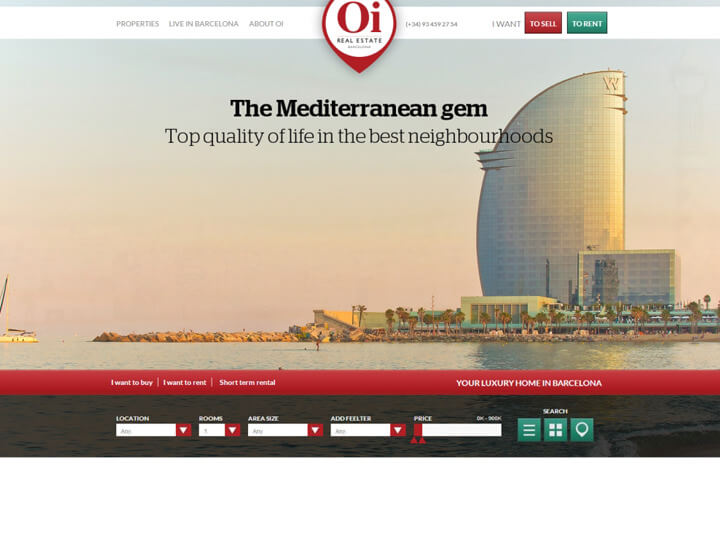 PROPERTIES LIVE IN BARCELONA ABOUT OI
Oi
REAL ESTATE
BARCELONA
(+34) 93 459 27 54
I WANT TO SELL TO RENT
W
The Mediterranean gem
Top quality of life in the best neighbourhoods
I want to buy | I want to rent | Short term rental
YOUR LUXURY HOME IN BARCELONA
SEARCH
LOCATION ROOMS AREA SIZE ADD FEELTER PRICE 0K - 900K
Any 1 Any Any